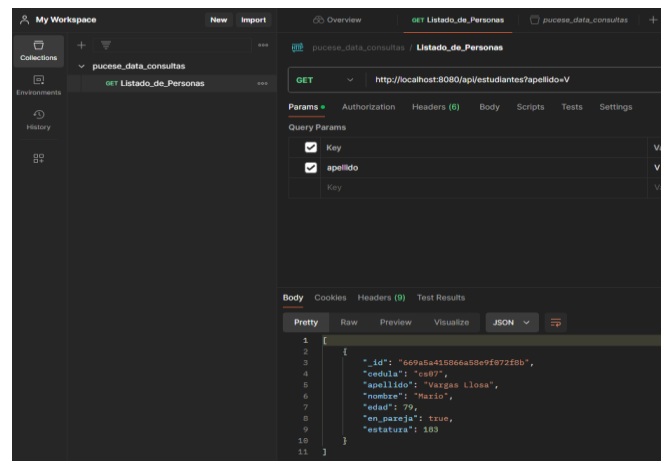 My Workspace
New
Import
Overview
GET Listado_de_Personas
pucese_data_consultas
Collections
Environments
History
pucese_data_consultas
GET Listado_de_Personas
pucese_data_consultas / Listado_de_Personas
GET
http://localhost:8080/api/estudiantes?apellido=V
Params
Authorization
Headers (6)
Body
Scripts
Tests
Settings
Query Params
Key
Va
apellido
V
Key
Va
Body
Cookies
Headers (9)
Test Results
Pretty
Raw
Preview
Visualize
JSON
1 [
2 {
3 "_id": "669a5a415866a58e9f072f8b",
4 "cedula": "cs07",
5 "apellido": "Vargas Llosa",
6 "nombre": "Mario",
7 "edad": 79,
8 "en_pareja": true,
9 "estatura": 183
10 }
11 ]